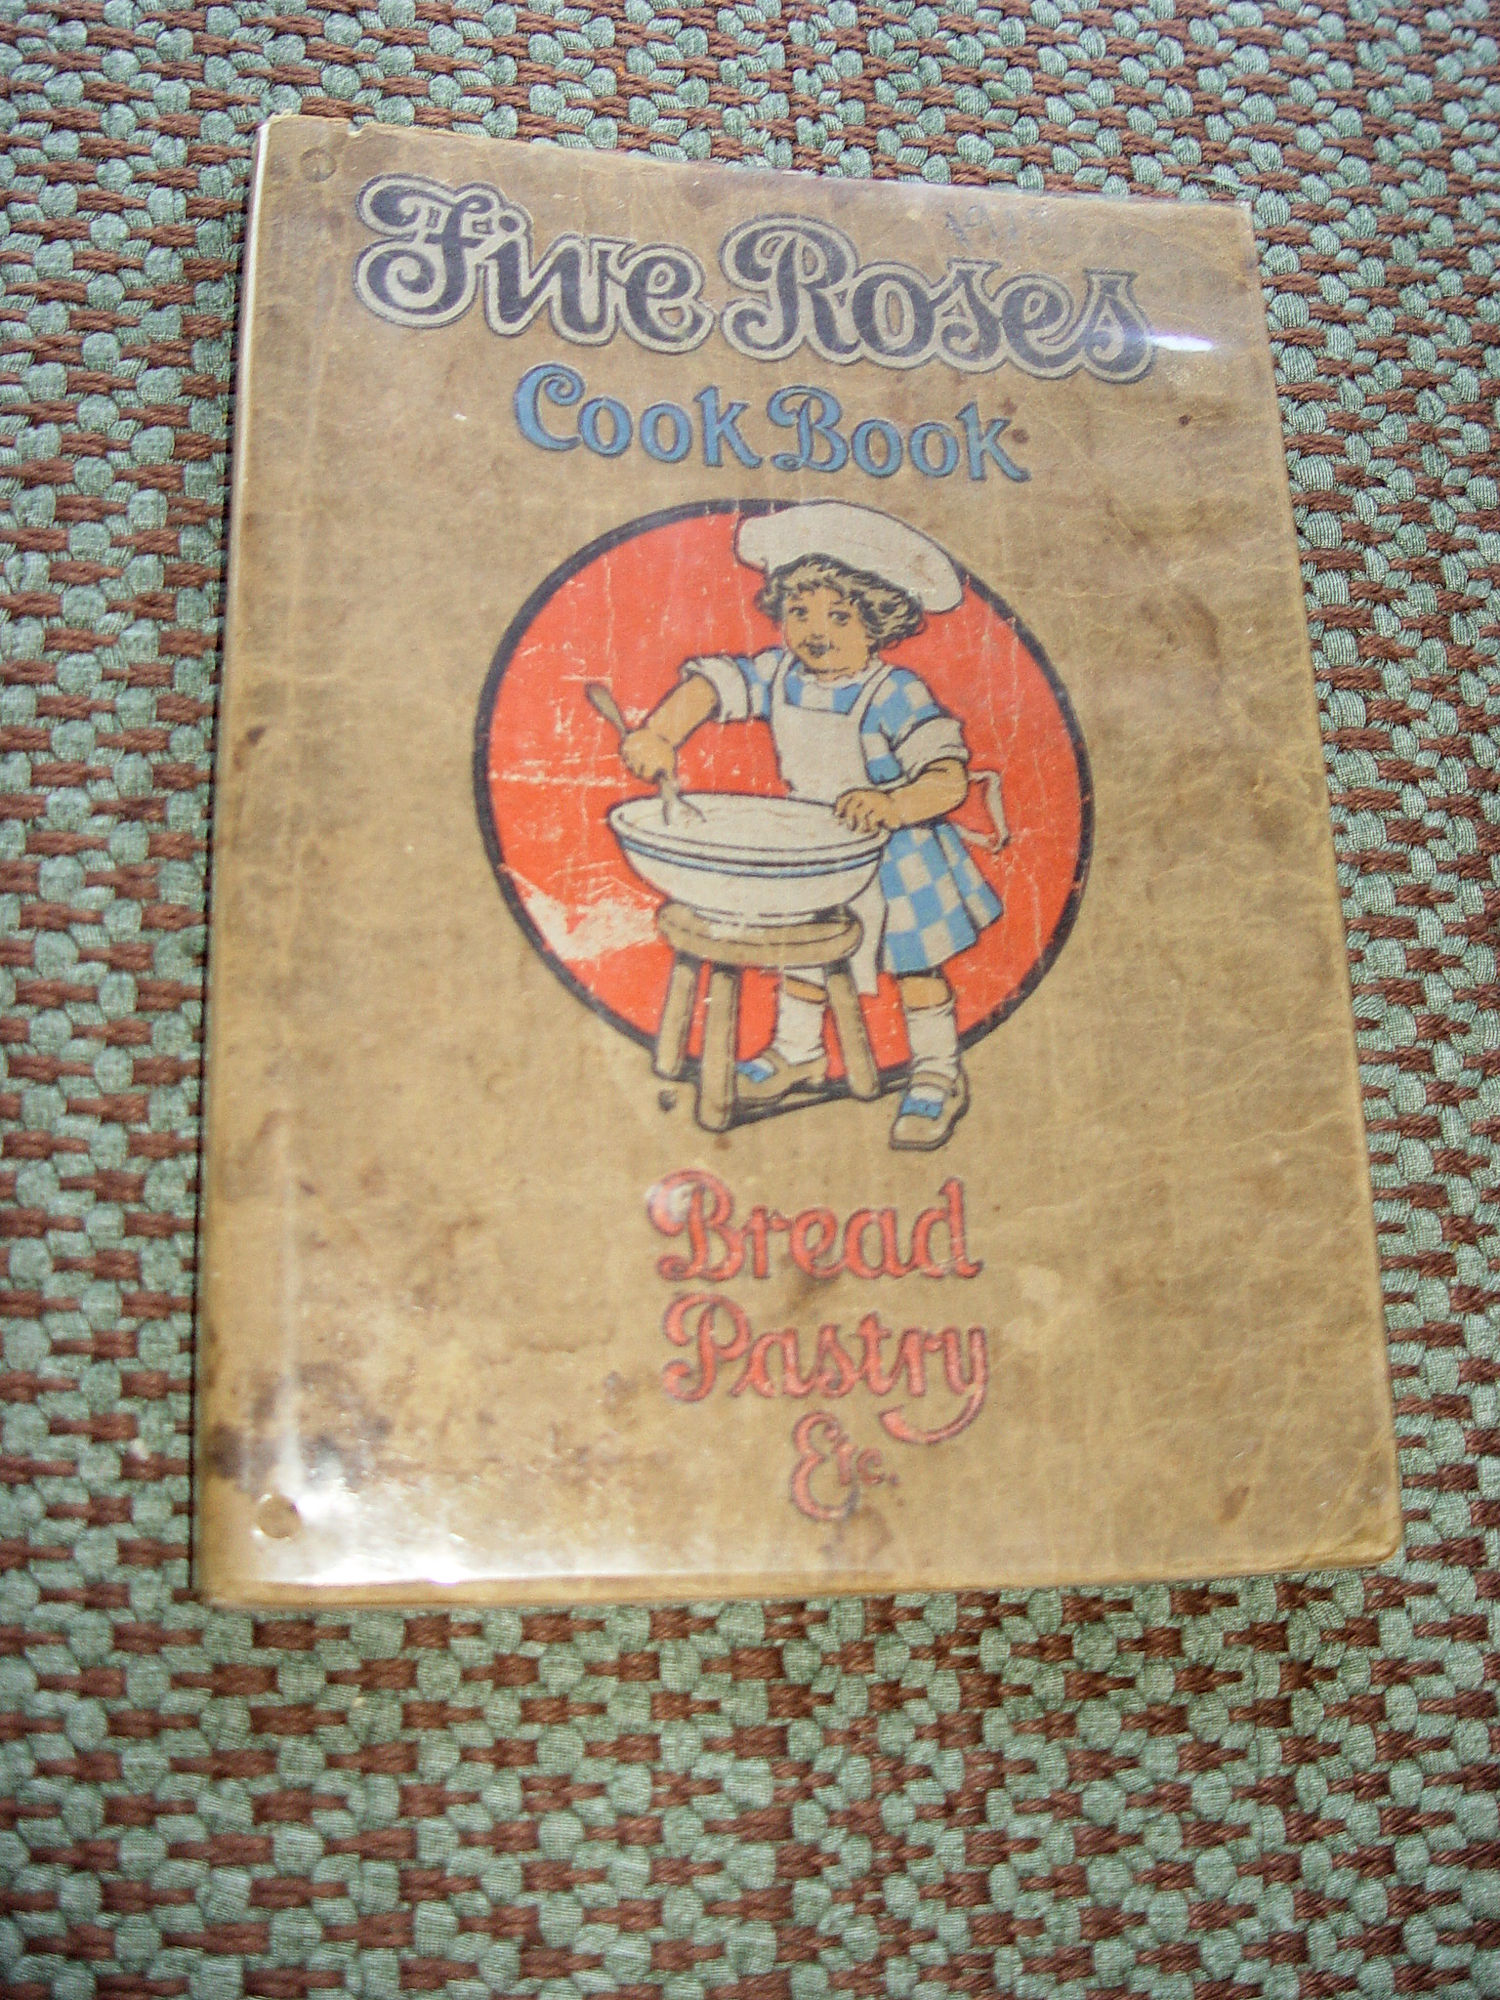 Five Roses
Cook Book
Bread
Pastry
Etc.